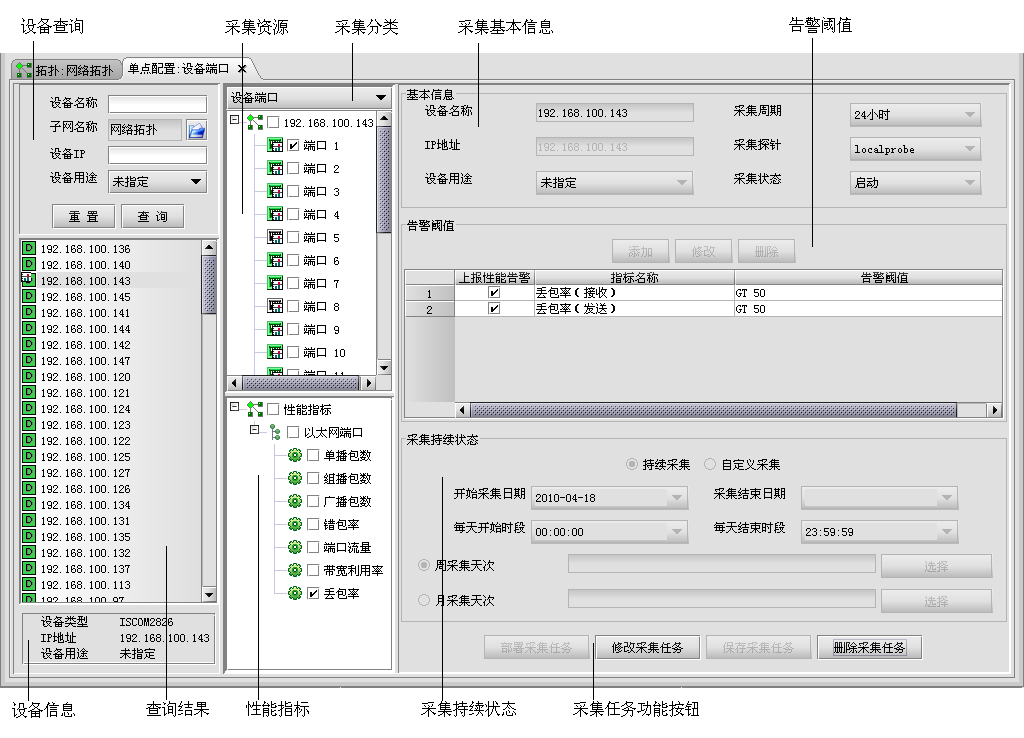 设备查询
采集资源
采集分类
采集基本信息
告警阈值
拓扑:网络拓扑
单点配置:设备端口
设备名称
子网名称 网络拓扑
设备IP
设备用途 未指定
重 置 查 询
192.168.100.136
192.168.100.140
192.168.100.143
192.168.100.145
192.168.100.141
192.168.100.144
192.168.100.142
192.168.100.147
192.168.100.120
192.168.100.121
192.168.100.124
192.168.100.123
192.168.100.122
192.168.100.125
192.168.100.127
192.168.100.126
192.168.100.134
192.168.100.131
192.168.100.135
192.168.100.132
192.168.100.137
192.168.100.113
192.168.100.97
设备类型 ISCOM2826
IP地址 192.168.100.143
设备用途 未指定
设备端口
192.168.100.143
端口 1
端口 2
端口 3
端口 4
端口 5
端口 6
端口 7
端口 8
端口 9
端口 10
端口 11
性能指标
以太网端口
单播包数
组播包数
广播包数
错包率
端口流量
带宽利用率
丢包率
基本信息
设备名称 192.168.100.143 采集周期 24小时
IP地址 192.168.100.143 采集探针 localprobe
设备用途 未指定 采集状态 启动
告警阈值
添加 修改 删除
上报性能告警 指标名称 告警阈值
1 丢包率(接收) GT 50
2 丢包率(发送) GT 50
采集持续状态
持续采集 自定义采集
开始采集日期 2010-04-18 采集结束日期
每天开始时段 00:00:00 每天结束时段 23:59:59
周采集天次 选择
月采集天次 选择
部署采集任务 修改采集任务 保存采集任务 删除采集任务
设备信息
查询结果
性能指标
采集持续状态
采集任务功能按钮